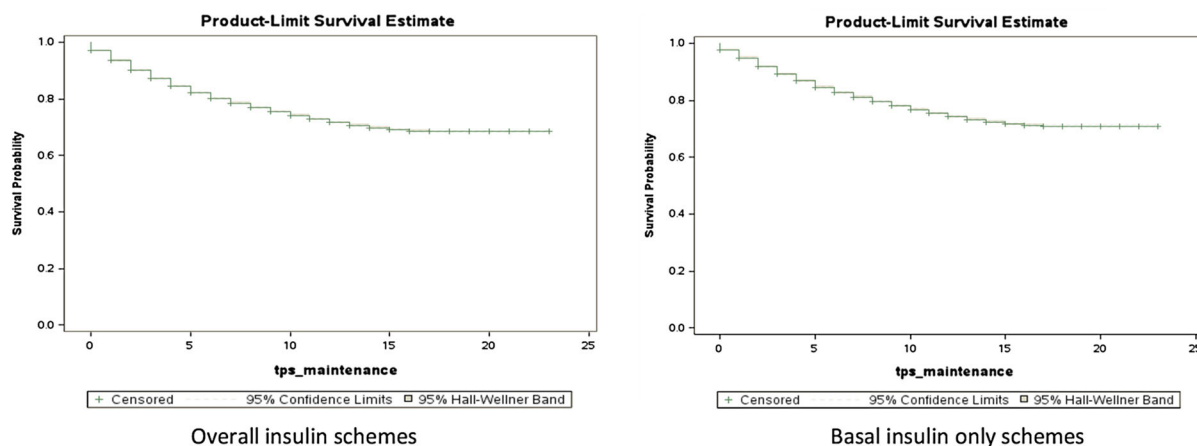 Product-Limit Survival Estimate
1.0
0.8
0.6
0.4
0.2
0.0
Survival Probability
0 5 10 15 20 25
tps_maintenance
+ Censored 95% Confidence Limits 95% Hall-Wellner Band
Overall insulin schemes
Product-Limit Survival Estimate
1.0
0.8
0.6
0.4
0.2
0.0
Survival Probability
0 5 10 15 20 25
tps_maintenance
+ Censored 95% Confidence Limits 95% Hall-Wellner Band
Basal insulin only schemes